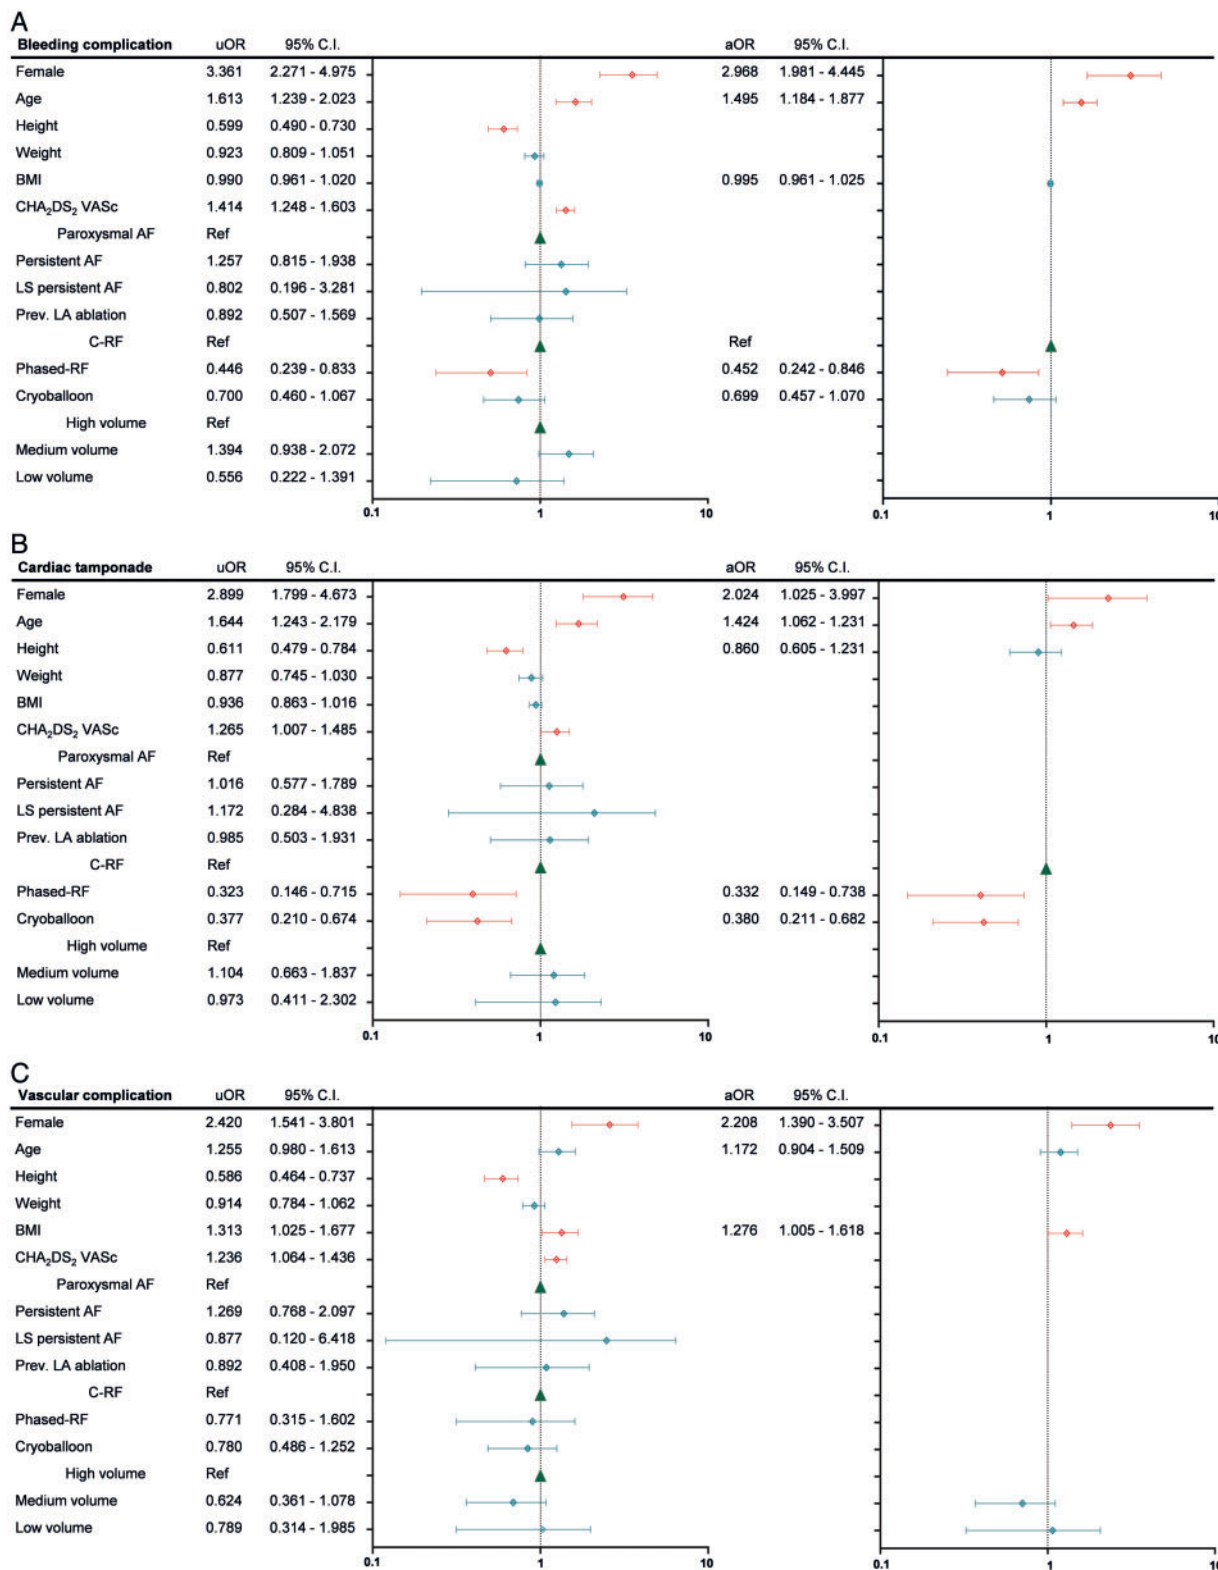 A
Bleeding complication uOR 95% C.I. aOR 95% C.I.
Female 3.361 2.271 - 4.975 2.968 1.981 - 4.445
Age 1.613 1.239 - 2.023 1.495 1.184 - 1.877
Height 0.599 0.490 - 0.730
Weight 0.923 0.809 - 1.051
BMI 0.990 0.961 - 1.020 0.995 0.961 - 1.025
CHA₂DS₂ VASc 1.414 1.248 - 1.603
Paroxysmal AF Ref
Persistent AF 1.257 0.815 - 1.938
LS persistent AF 0.802 0.196 - 3.281
Prev. LA ablation 0.892 0.507 - 1.569
C-RF Ref Ref
Phased-RF 0.446 0.239 - 0.833 0.452 0.242 - 0.846
Cryoballoon 0.700 0.460 - 1.067 0.699 0.457 - 1.070
High volume Ref
Medium volume 1.394 0.938 - 2.072
Low volume 0.556 0.222 - 1.391
0.1 1 10 0.1 1 10
B
Cardiac tamponade uOR 95% C.I. aOR 95% C.I.
Female 2.899 1.799 - 4.673 2.024 1.025 - 3.997
Age 1.644 1.243 - 2.179 1.424 1.062 - 1.231
Height 0.611 0.479 - 0.784 0.860 0.605 - 1.231
Weight 0.877 0.745 - 1.030
BMI 0.936 0.863 - 1.016
CHA₂DS₂ VASc 1.265 1.007 - 1.485
Paroxysmal AF Ref
Persistent AF 1.016 0.577 - 1.789
LS persistent AF 1.172 0.284 - 4.838
Prev. LA ablation 0.985 0.503 - 1.931
C-RF Ref
Phased-RF 0.323 0.146 - 0.715 0.332 0.149 - 0.738
Cryoballoon 0.377 0.210 - 0.674 0.380 0.211 - 0.682
High volume Ref
Medium volume 1.104 0.663 - 1.837
Low volume 0.973 0.411 - 2.302
0.1 1 10 0.1 1 10
C
Vascular complication uOR 95% C.I. aOR 95% C.I.
Female 2.420 1.541 - 3.801 2.208 1.390 - 3.507
Age 1.255 0.980 - 1.613 1.172 0.904 - 1.509
Height 0.586 0.464 - 0.737
Weight 0.914 0.784 - 1.062
BMI 1.313 1.025 - 1.677 1.276 1.005 - 1.618
CHA₂DS₂ VASc 1.236 1.064 - 1.436
Paroxysmal AF Ref
Persistent AF 1.269 0.768 - 2.097
LS persistent AF 0.877 0.120 - 6.418
Prev. LA ablation 0.892 0.408 - 1.950
C-RF Ref
Phased-RF 0.771 0.315 - 1.602
Cryoballoon 0.780 0.486 - 1.252
High volume Ref
Medium volume 0.624 0.361 - 1.078
Low volume 0.789 0.314 - 1.985
0.1 1 10 0.1 1 10